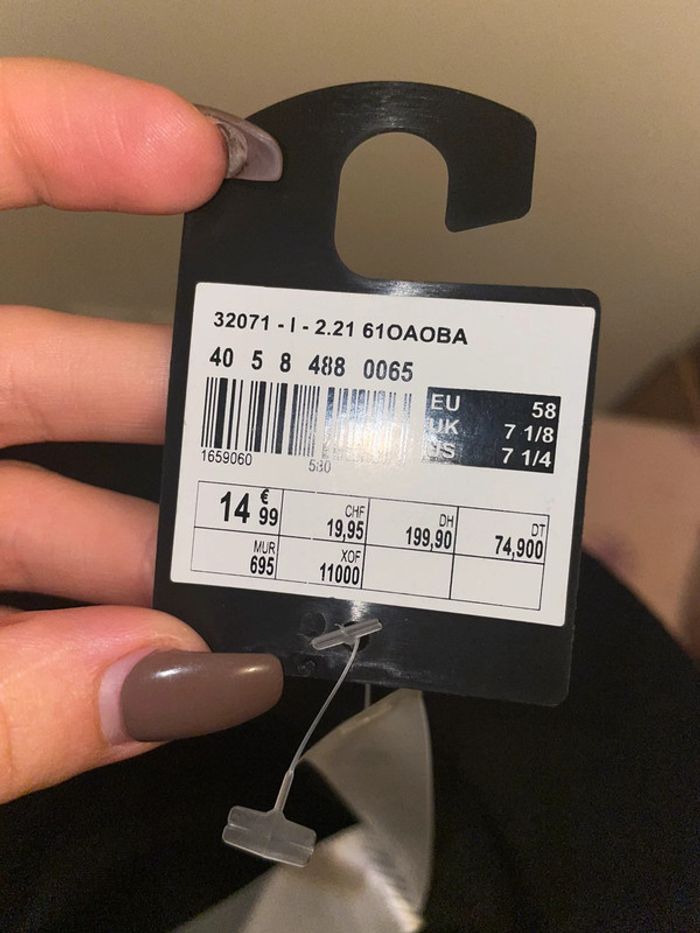 32071 - I - 2.21 61OAOBA
40 5 8 488 0065
1659060
EU 58
UK 7 1/8
US 7 1/4
14 € 99
CHF 19,95
DH 199,90
DT 74,900
MUR 695
XOF 11000